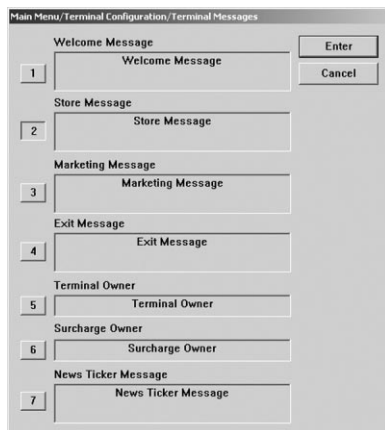 Main Menu/Terminal Configuration/Terminal Messages
Welcome Message
Enter
1
Welcome Message
Cancel
Store Message
2
Store Message
Marketing Message
3
Marketing Message
Exit Message
4
Exit Message
Terminal Owner
5
Terminal Owner
Surcharge Owner
6
Surcharge Owner
News Ticker Message
7
News Ticker Message